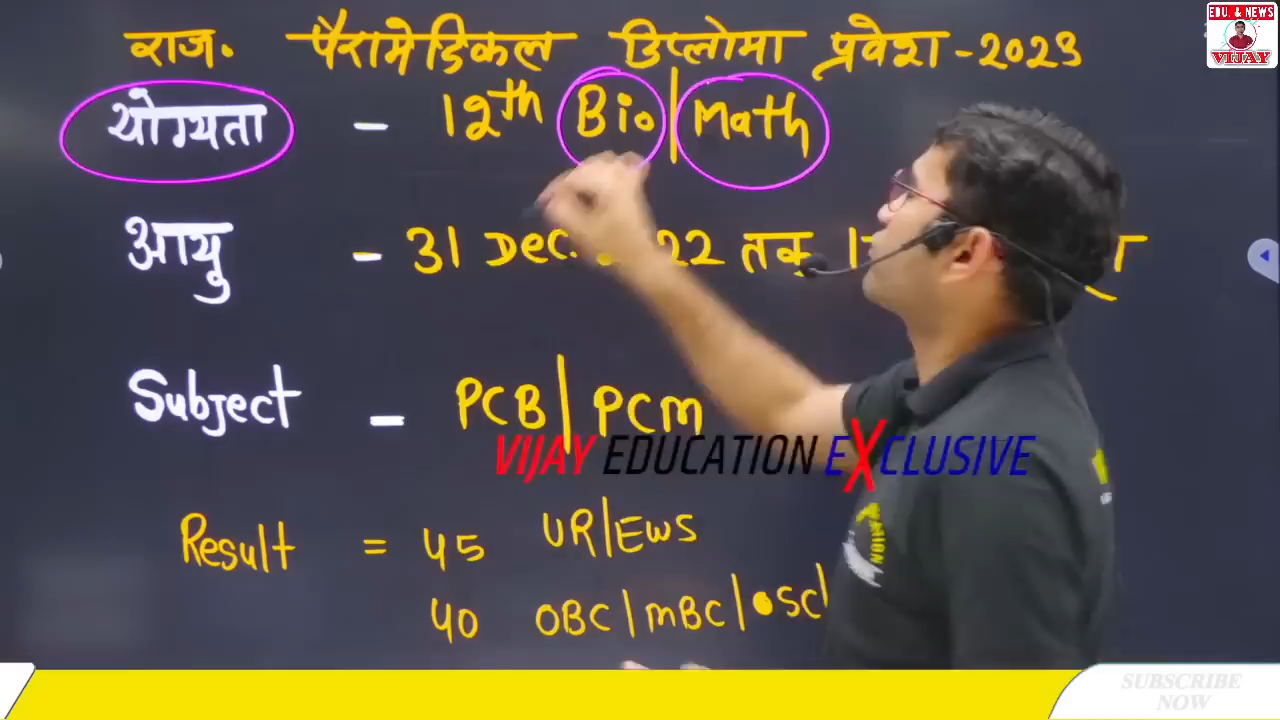 EDU. & NEWS
VIJAY
राज. पैरामेडिकल डिप्लोमा प्रवेश - 2023
योग्यता - 12th Bio | Math
आयु - 31 Dec. 22 तक
Subject - PCB | PCM
VIJAY EDUCATION EXCLUSIVE
Result = 45 UR/EWS
40 OBC/MBC/SC/
SUBSCRIBE
NOW